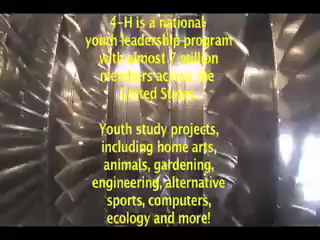 4-H is a national
youth leadership program
with almost 7 million
members across the
United States

Youth study projects,
including home arts,
animals, gardening,
engineering, alternative
sports, computers,
ecology and more!